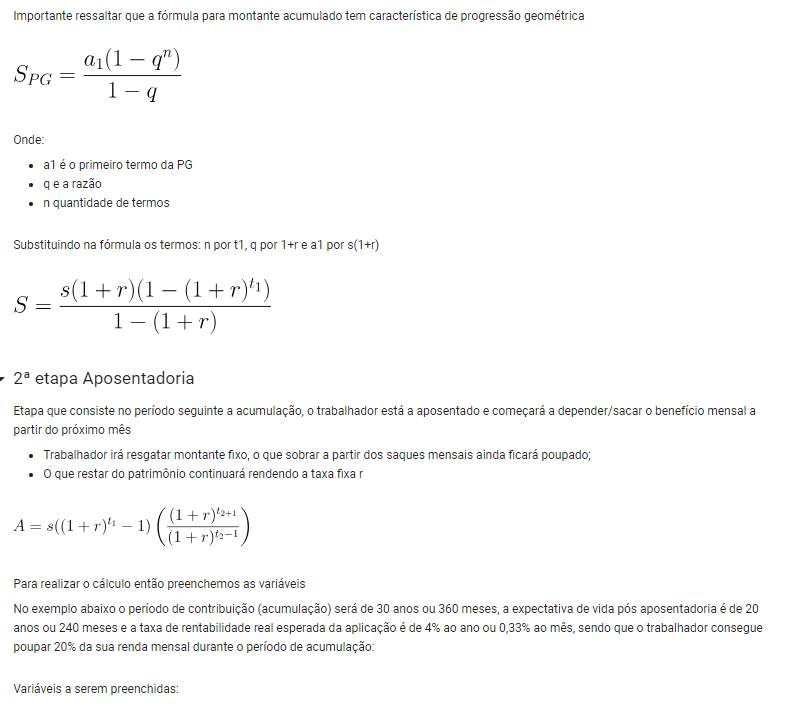 Importante ressaltar que a fórmula para montante acumulado tem característica de progressão geométrica
S_{PG} = \frac{a_1(1 - q^n)}{1 - q}
Onde:
• a1 é o primeiro termo da PG
• q e a razão
• n quantidade de termos
Substituindo na fórmula os termos: n por t1, q por 1+r e a1 por s(1+r)
S = \frac{s(1 + r)(1 - (1 + r)^{t_1})}{1 - (1 + r)}
2ª etapa Aposentadoria
Etapa que consiste no período seguinte a acumulação, o trabalhador está a aposentado e começará a depender/sacar o benefício mensal a
partir do próximo mês
• Trabalhador irá resgatar montante fixo, o que sobrar a partir dos saques mensais ainda ficará poupado;
• O que restar do patrimônio continuará rendendo a taxa fixa r
A = s((1 + r)^{t_1} - 1) \left( \frac{(1 + r)^{t_{2+1}}}{(1 + r)^{t_2-1}} \right)
Para realizar o cálculo então preenchemos as variáveis
No exemplo abaixo o período de contribuição (acumulação) será de 30 anos ou 360 meses, a expectativa de vida pós aposentadoria é de 20
anos ou 240 meses e a taxa de rentabilidade real esperada da aplicação é de 4% ao ano ou 0,33% ao mês, sendo que o trabalhador consegue
poupar 20% da sua renda mensal durante o período de acumulação:
Variáveis a serem preenchidas: